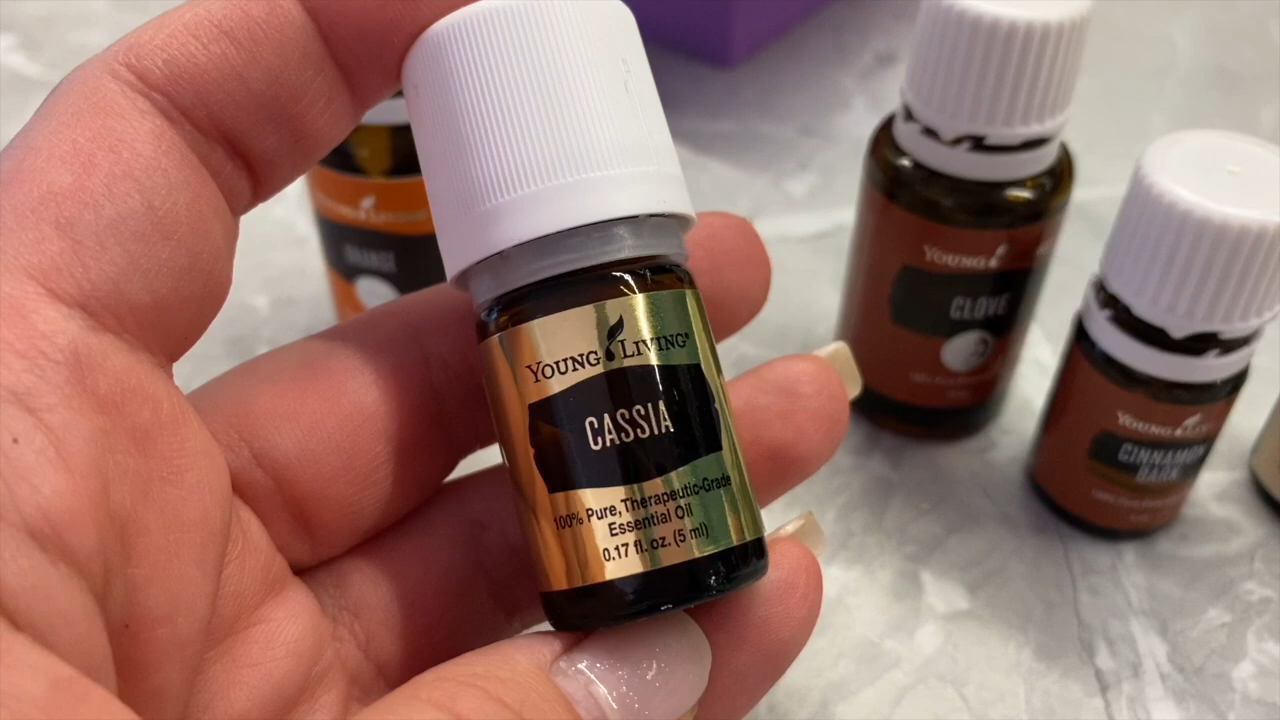 YOUNG LIVING®
CASSIA
100% Pure, Therapeutic-Grade
Essential Oil
0.17 fl. oz. (5 ml)
ORANGE
YOUNG
CLOVE
YOUNG LIV
CINNAMON
BARK